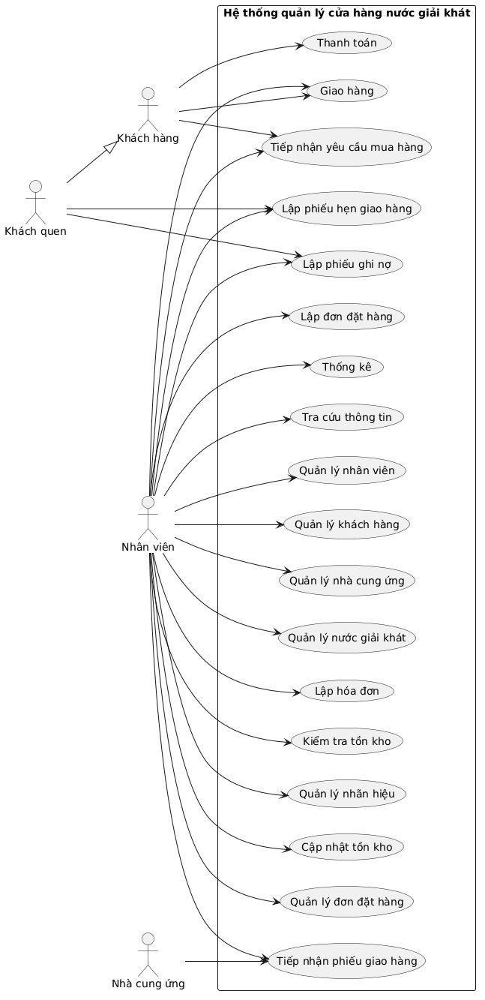 Hệ thống quản lý cửa hàng nước giải khát
Thanh toán
Giao hàng
Khách hàng
Tiếp nhận yêu cầu mua hàng
Lập phiếu hẹn giao hàng
Khách quen
Lập phiếu ghi nợ
Lập đơn đặt hàng
Thống kê
Tra cứu thông tin
Quản lý nhân viên
Quản lý khách hàng
Nhân viên
Quản lý nhà cung ứng
Quản lý nước giải khát
Lập hóa đơn
Kiểm tra tồn kho
Quản lý nhãn hiệu
Cập nhật tồn kho
Quản lý đơn đặt hàng
Tiếp nhận phiếu giao hàng
Nhà cung ứng